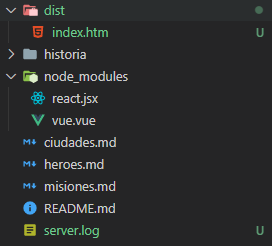 dist
index.htm U
historia
node_modules
react.jsx
vue.vue
ciudades.md
heroes.md
misiones.md
README.md
server.log U